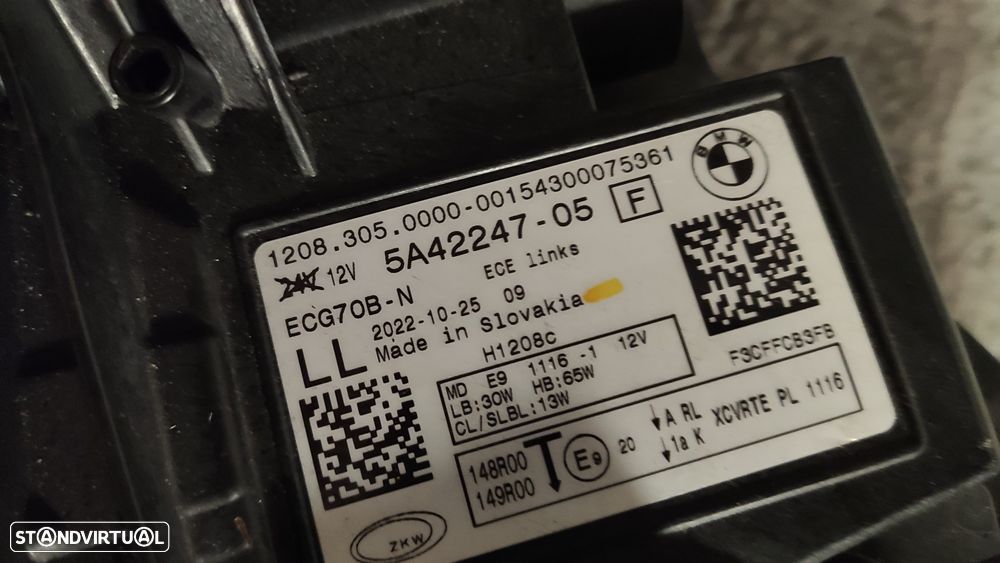 1208.305.0000-00154300075361
BMW
24V 12V 5A42247-05 F
ECG70B-N ECE links
2022-10-25 09
LL Made in Slovakia
H1208C
F3CFFCB3FB
MD E9 1116 -1 12V
LB:30W HB:65W
CL/SLBL:13W
148R00
149R00
E9 20
↓A RL
↓1a K XCVRTE PL 1116
ZKW
STANDVIRTUAL